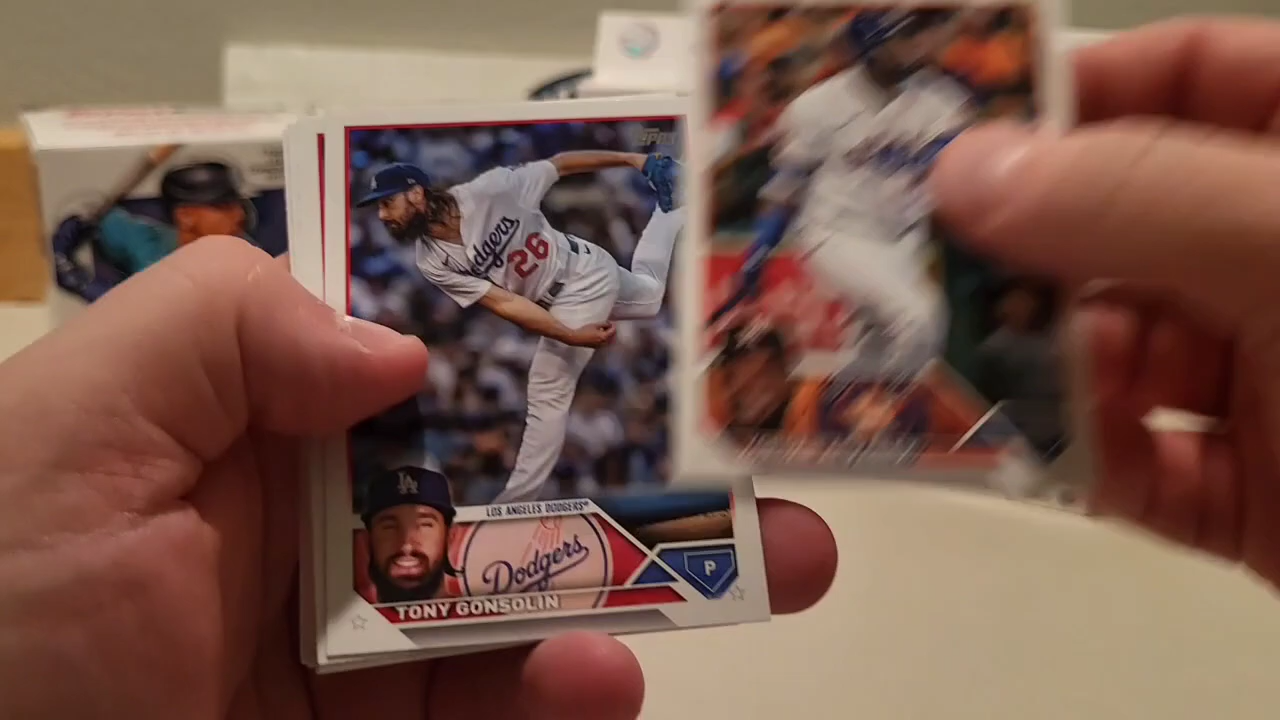 TOPPS
Dodgers
26
LA
LOS ANGELES DODGERS®
Dodgers
P
TONY GONSOLIN